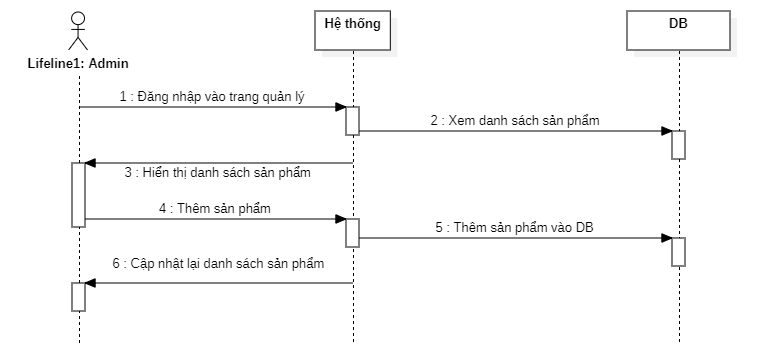 Hệ thống
DB
Lifeline1: Admin
1 : Đăng nhập vào trang quản lý
2 : Xem danh sách sản phẩm
3 : Hiển thị danh sách sản phẩm
4 : Thêm sản phẩm
5 : Thêm sản phẩm vào DB
6 : Cập nhật lại danh sách sản phẩm